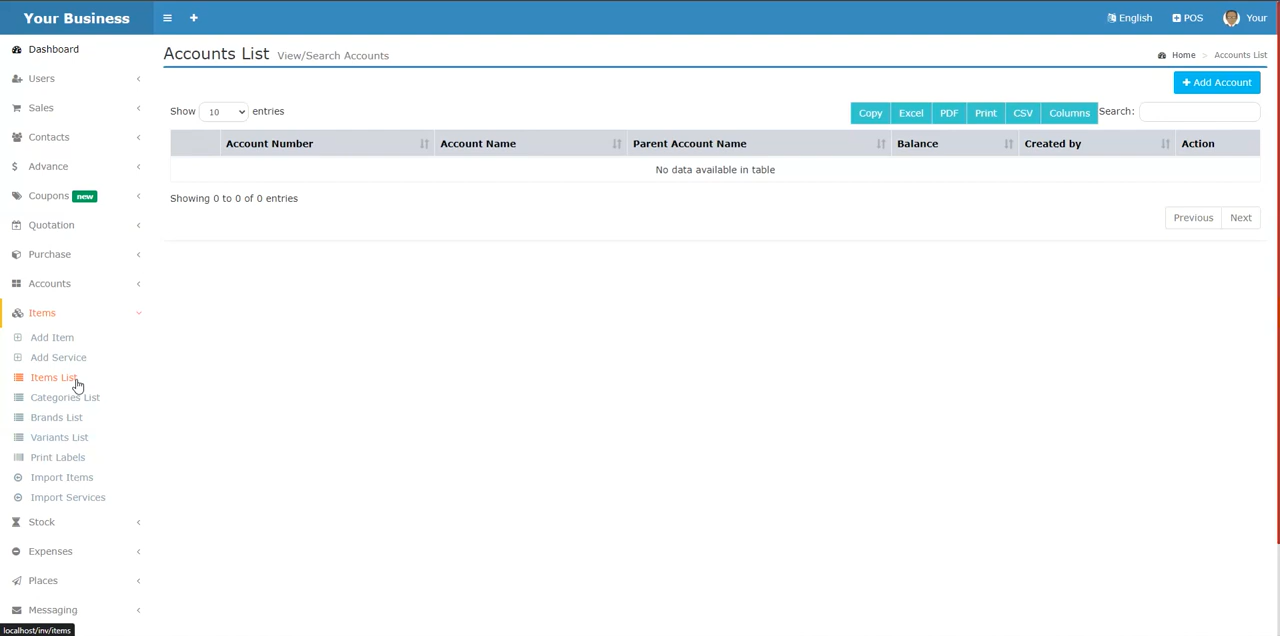 Your Business
English POS Your
Dashboard
Users
Sales
Contacts
Advance
Coupons new
Quotation
Purchase
Accounts
Items
Add Item
Add Service
Items List
Categories List
Brands List
Variants List
Print Labels
Import Items
Import Services
Stock
Expenses
Places
Messaging
localhost/inv/items
Accounts List View/Search Accounts
Home > Accounts List
+ Add Account
Show 10 entries
Copy Excel PDF Print CSV Columns Search:
Account Number Account Name Parent Account Name Balance Created by Action
No data available in table
Showing 0 to 0 of 0 entries
Previous Next